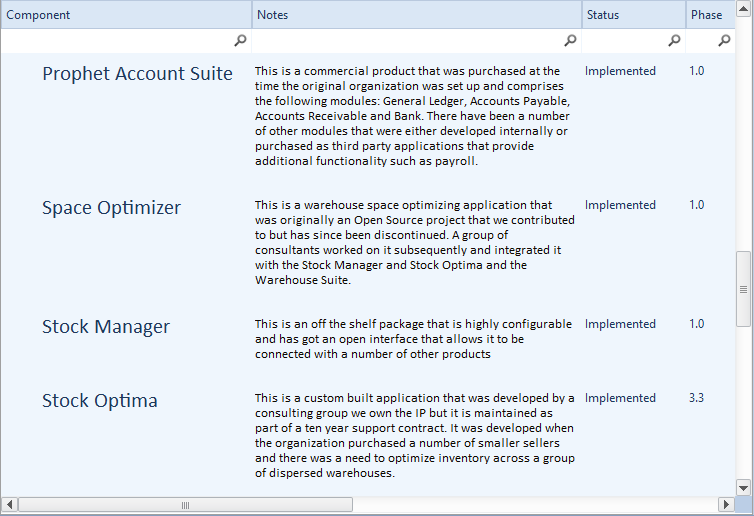 Component Notes Status Phase
Prophet Account Suite This is a commercial product that was purchased at the Implemented 1.0
time the original organization was set up and comprises
the following modules: General Ledger, Accounts Payable,
Accounts Receivable and Bank. There have been a number
of other modules that were either developed internally or
purchased as third party applications that provide
additional functionality such as payroll.
Space Optimizer This is a warehouse space optimizing application that Implemented 1.0
was originally an Open Source project that we contributed
to but has since been discontinued. A group of
consultants worked on it subsequently and integrated it
with the Stock Manager and Stock Optima and the
Warehouse Suite.
Stock Manager This is an off the shelf package that is highly configurable Implemented 1.0
and has got an open interface that allows it to be
connected with a number of other products
Stock Optima This is a custom built application that was developed by a Implemented 3.3
consulting group we own the IP but it is maintained as
part of a ten year support contract. It was developed when
the organization purchased a number of smaller sellers
and there was a need to optimize inventory across a group
of dispersed warehouses.